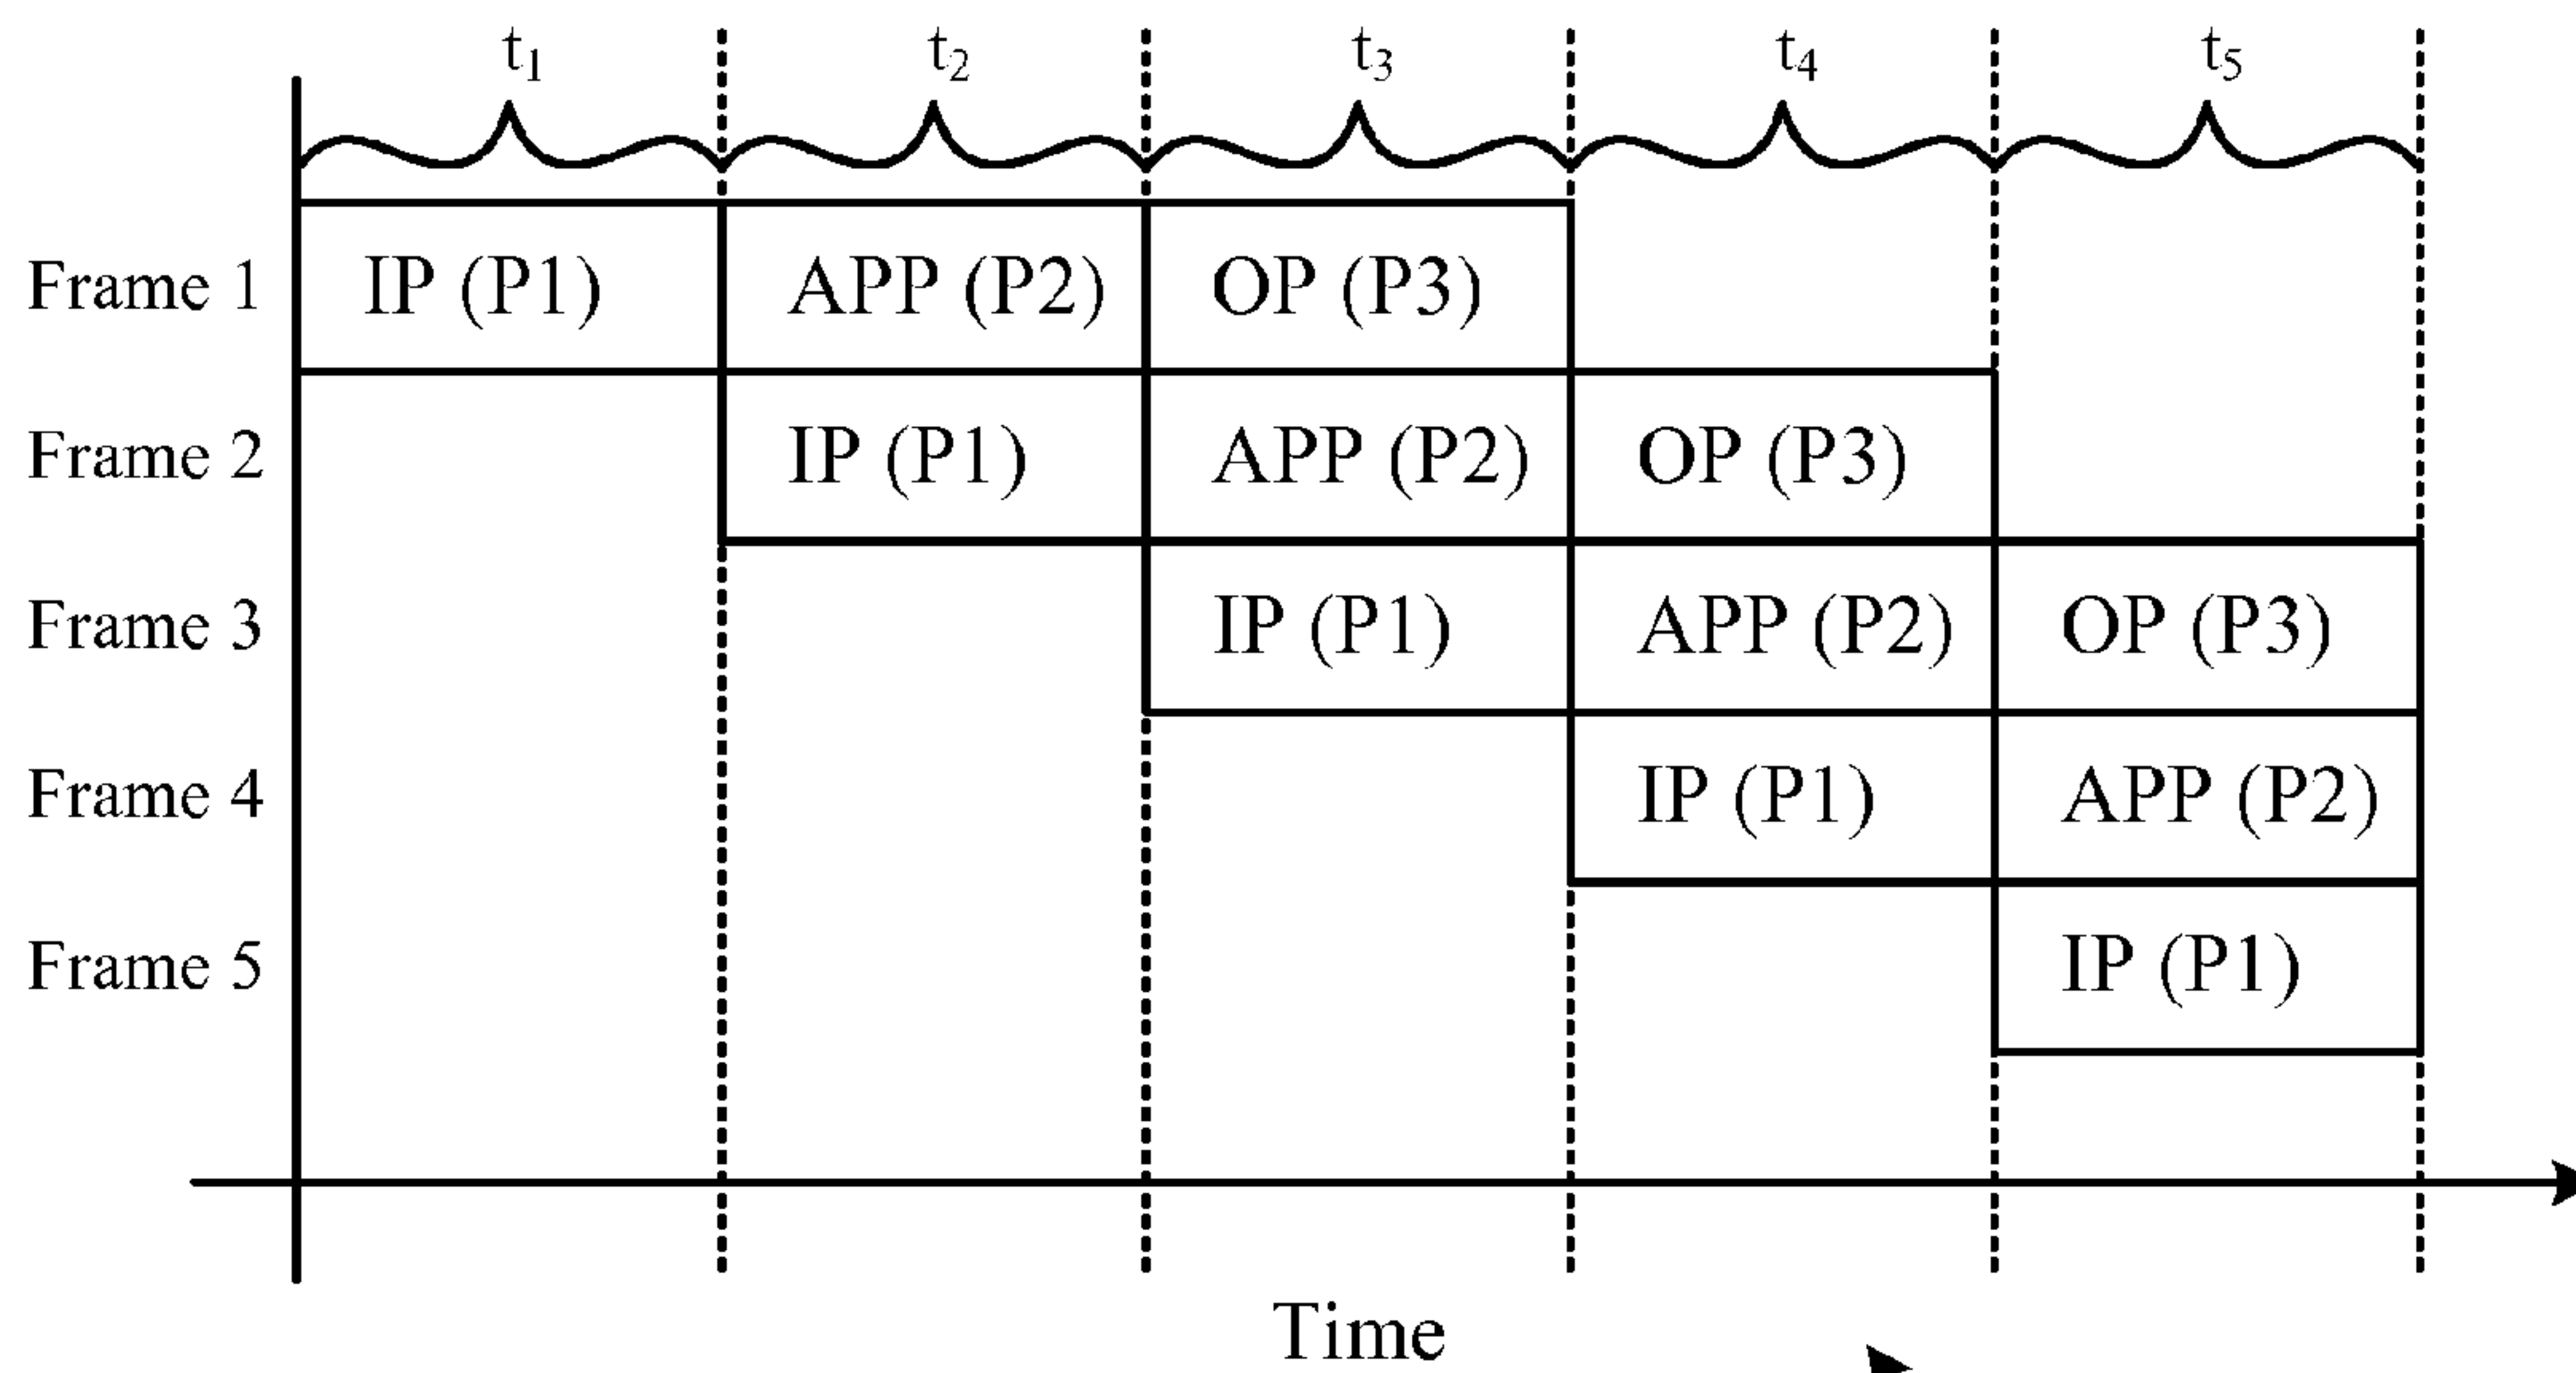 t₁ t₂ t₃ t₄ t₅
Frame 1 IP (P1) APP (P2) OP (P3)
Frame 2 IP (P1) APP (P2) OP (P3)
Frame 3 IP (P1) APP (P2) OP (P3)
Frame 4 IP (P1) APP (P2)
Frame 5 IP (P1)
Time